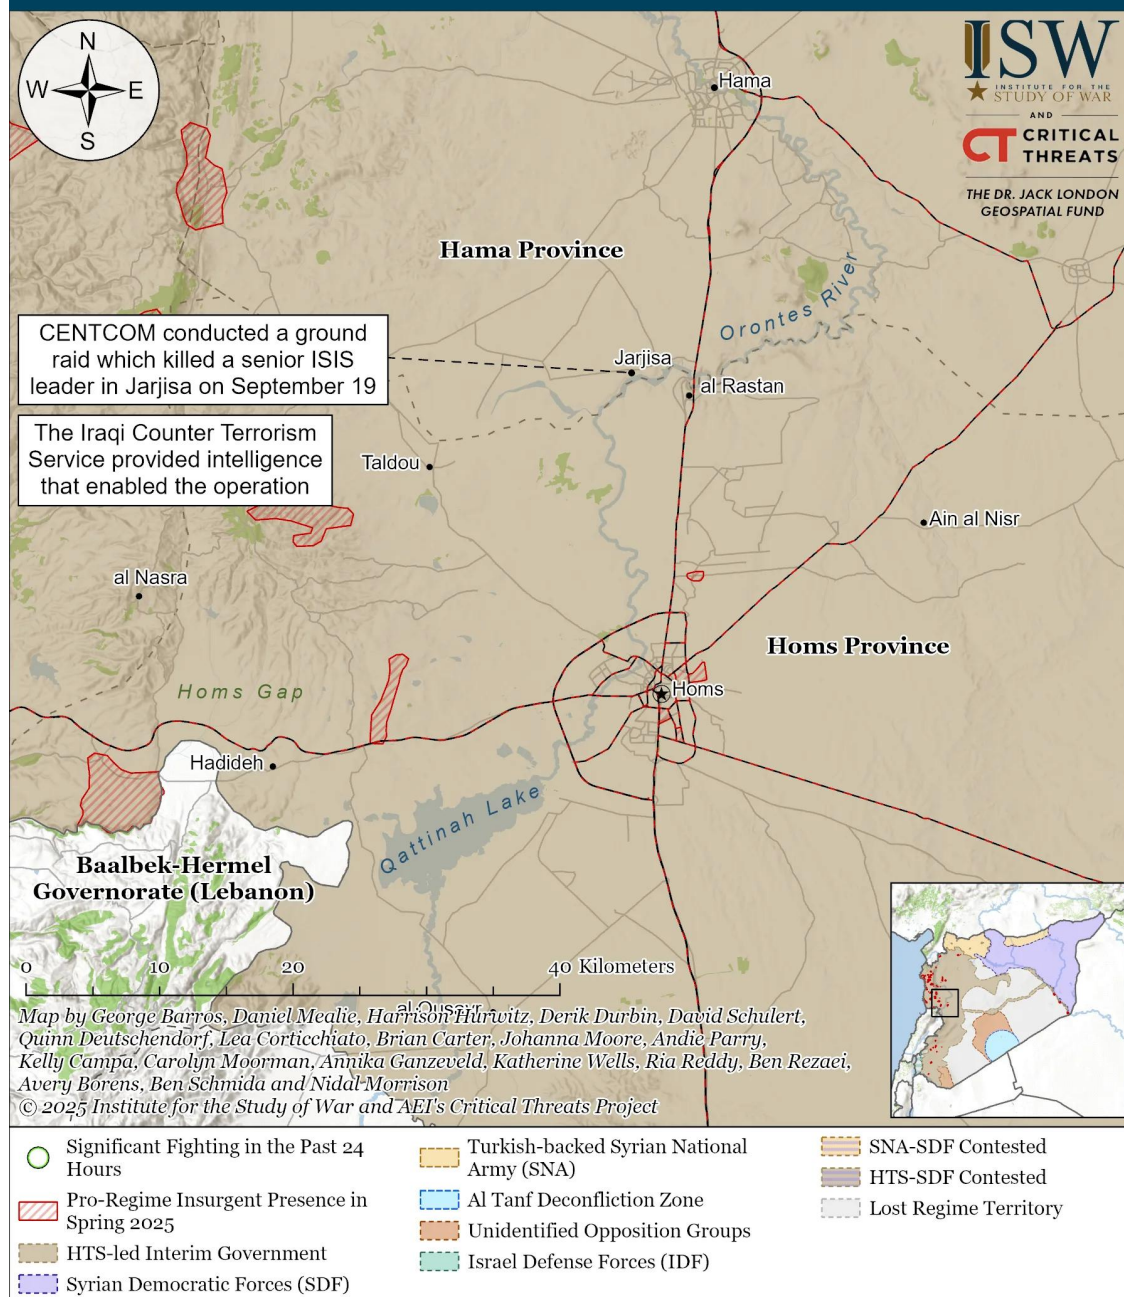 N
W
E
S
ISW
INSTITUTE FOR THE
STUDY OF WAR
AND
CT CRITICAL
THREATS
THE DR. JACK LONDON
GEOSPATIAL FUND
Hama
Hama Province
Orontes River
CENTCOM conducted a ground
raid which killed a senior ISIS
leader in Jarjisa on September 19
Jarjisa
al Rastan
The Iraqi Counter Terrorism
Service provided intelligence
that enabled the operation
Taldou
Ain al Nisr
al Nasra
Homs Province
Homs Gap
Homs
Hadideh
Qattinah Lake
Baalbek-Hermel
Governorate (Lebanon)
0 10 20 40 Kilometers
Map by George Barros, Daniel Mealie, Harrison Hurwitz, Derik Durbin, David Schulert,
Quinn Deutschendorf, Lea Corticchiato, Brian Carter, Johanna Moore, Andie Parry,
Kelly Campa, Carolyn Moorman, Annika Ganzeveld, Katherine Wells, Ria Reddy, Ben Rezaei,
Avery Borens, Ben Schmida and Nidal Morrison
© 2025 Institute for the Study of War and AEI's Critical Threats Project
Significant Fighting in the Past 24
Hours
Pro-Regime Insurgent Presence in
Spring 2025
HTS-led Interim Government
Syrian Democratic Forces (SDF)
Turkish-backed Syrian National
Army (SNA)
Al Tanf Deconfliction Zone
Unidentified Opposition Groups
Israel Defense Forces (IDF)
SNA-SDF Contested
HTS-SDF Contested
Lost Regime Territory